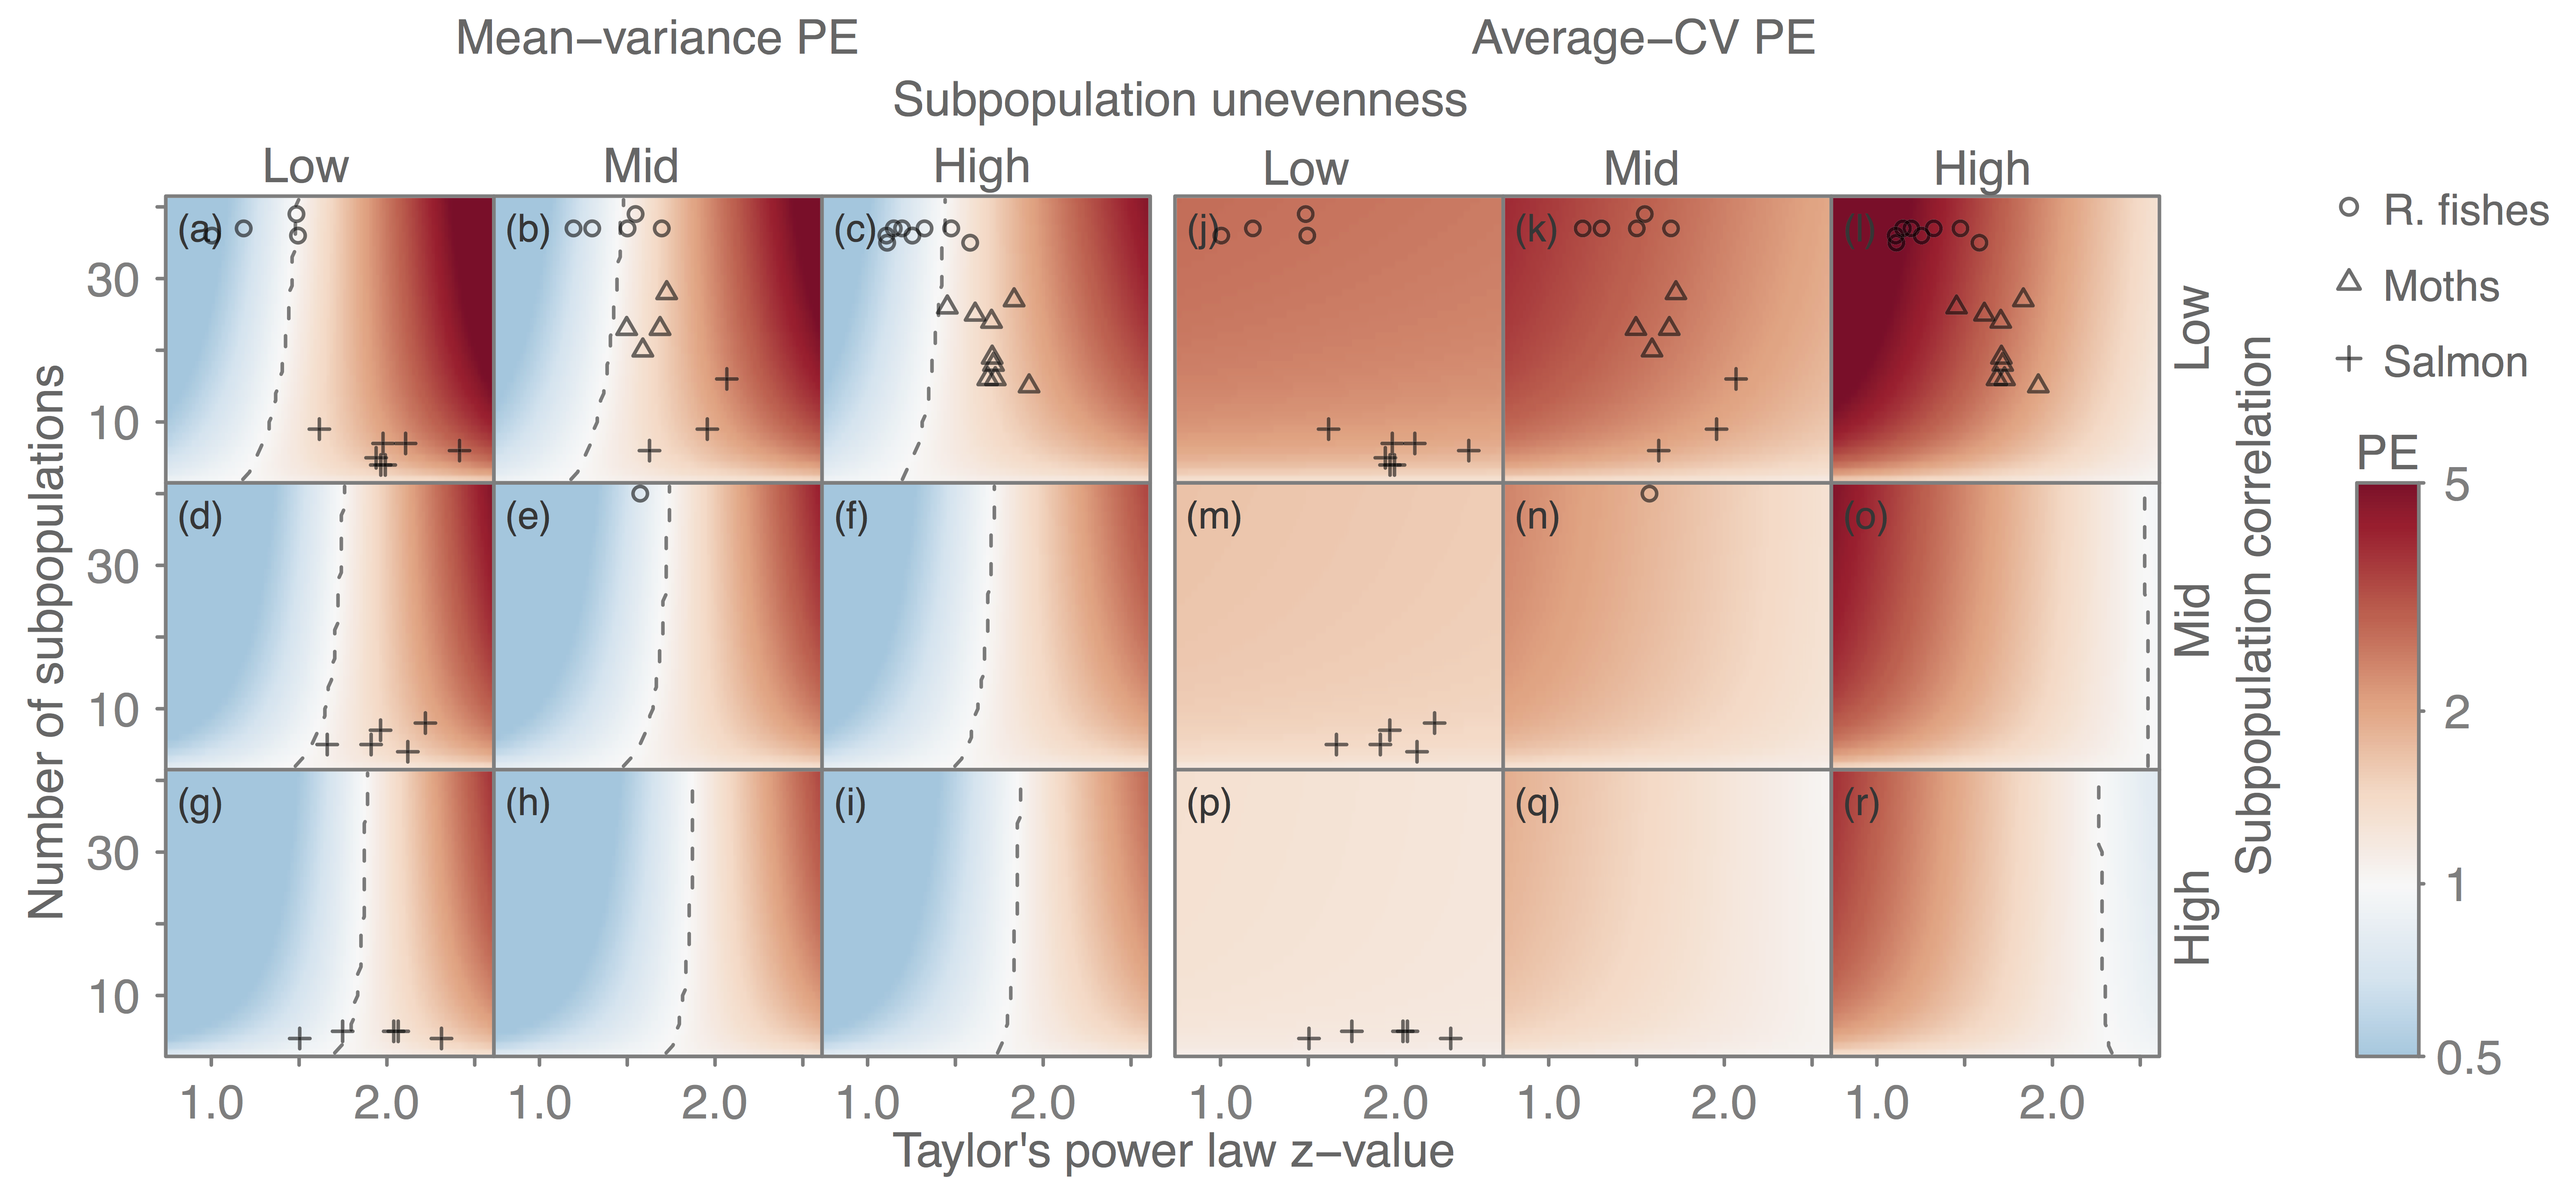 Mean−variance PE
Average−CV PE
Subpopulation unevenness
Low
Mid
High
Low
Mid
High
(a)
(b)
(c)
(j)
(k)
(l)
30
10
Low
(d)
(e)
(f)
(m)
(n)
(o)
30
10
Mid
(g)
(h)
(i)
(p)
(q)
(r)
30
10
High
Number of subpopulations
Subpopulation correlation
1.0
2.0
1.0
2.0
1.0
2.0
1.0
2.0
1.0
2.0
1.0
2.0
Taylor's power law z−value
R. fishes
Moths
Salmon
PE
5
2
1
0.5